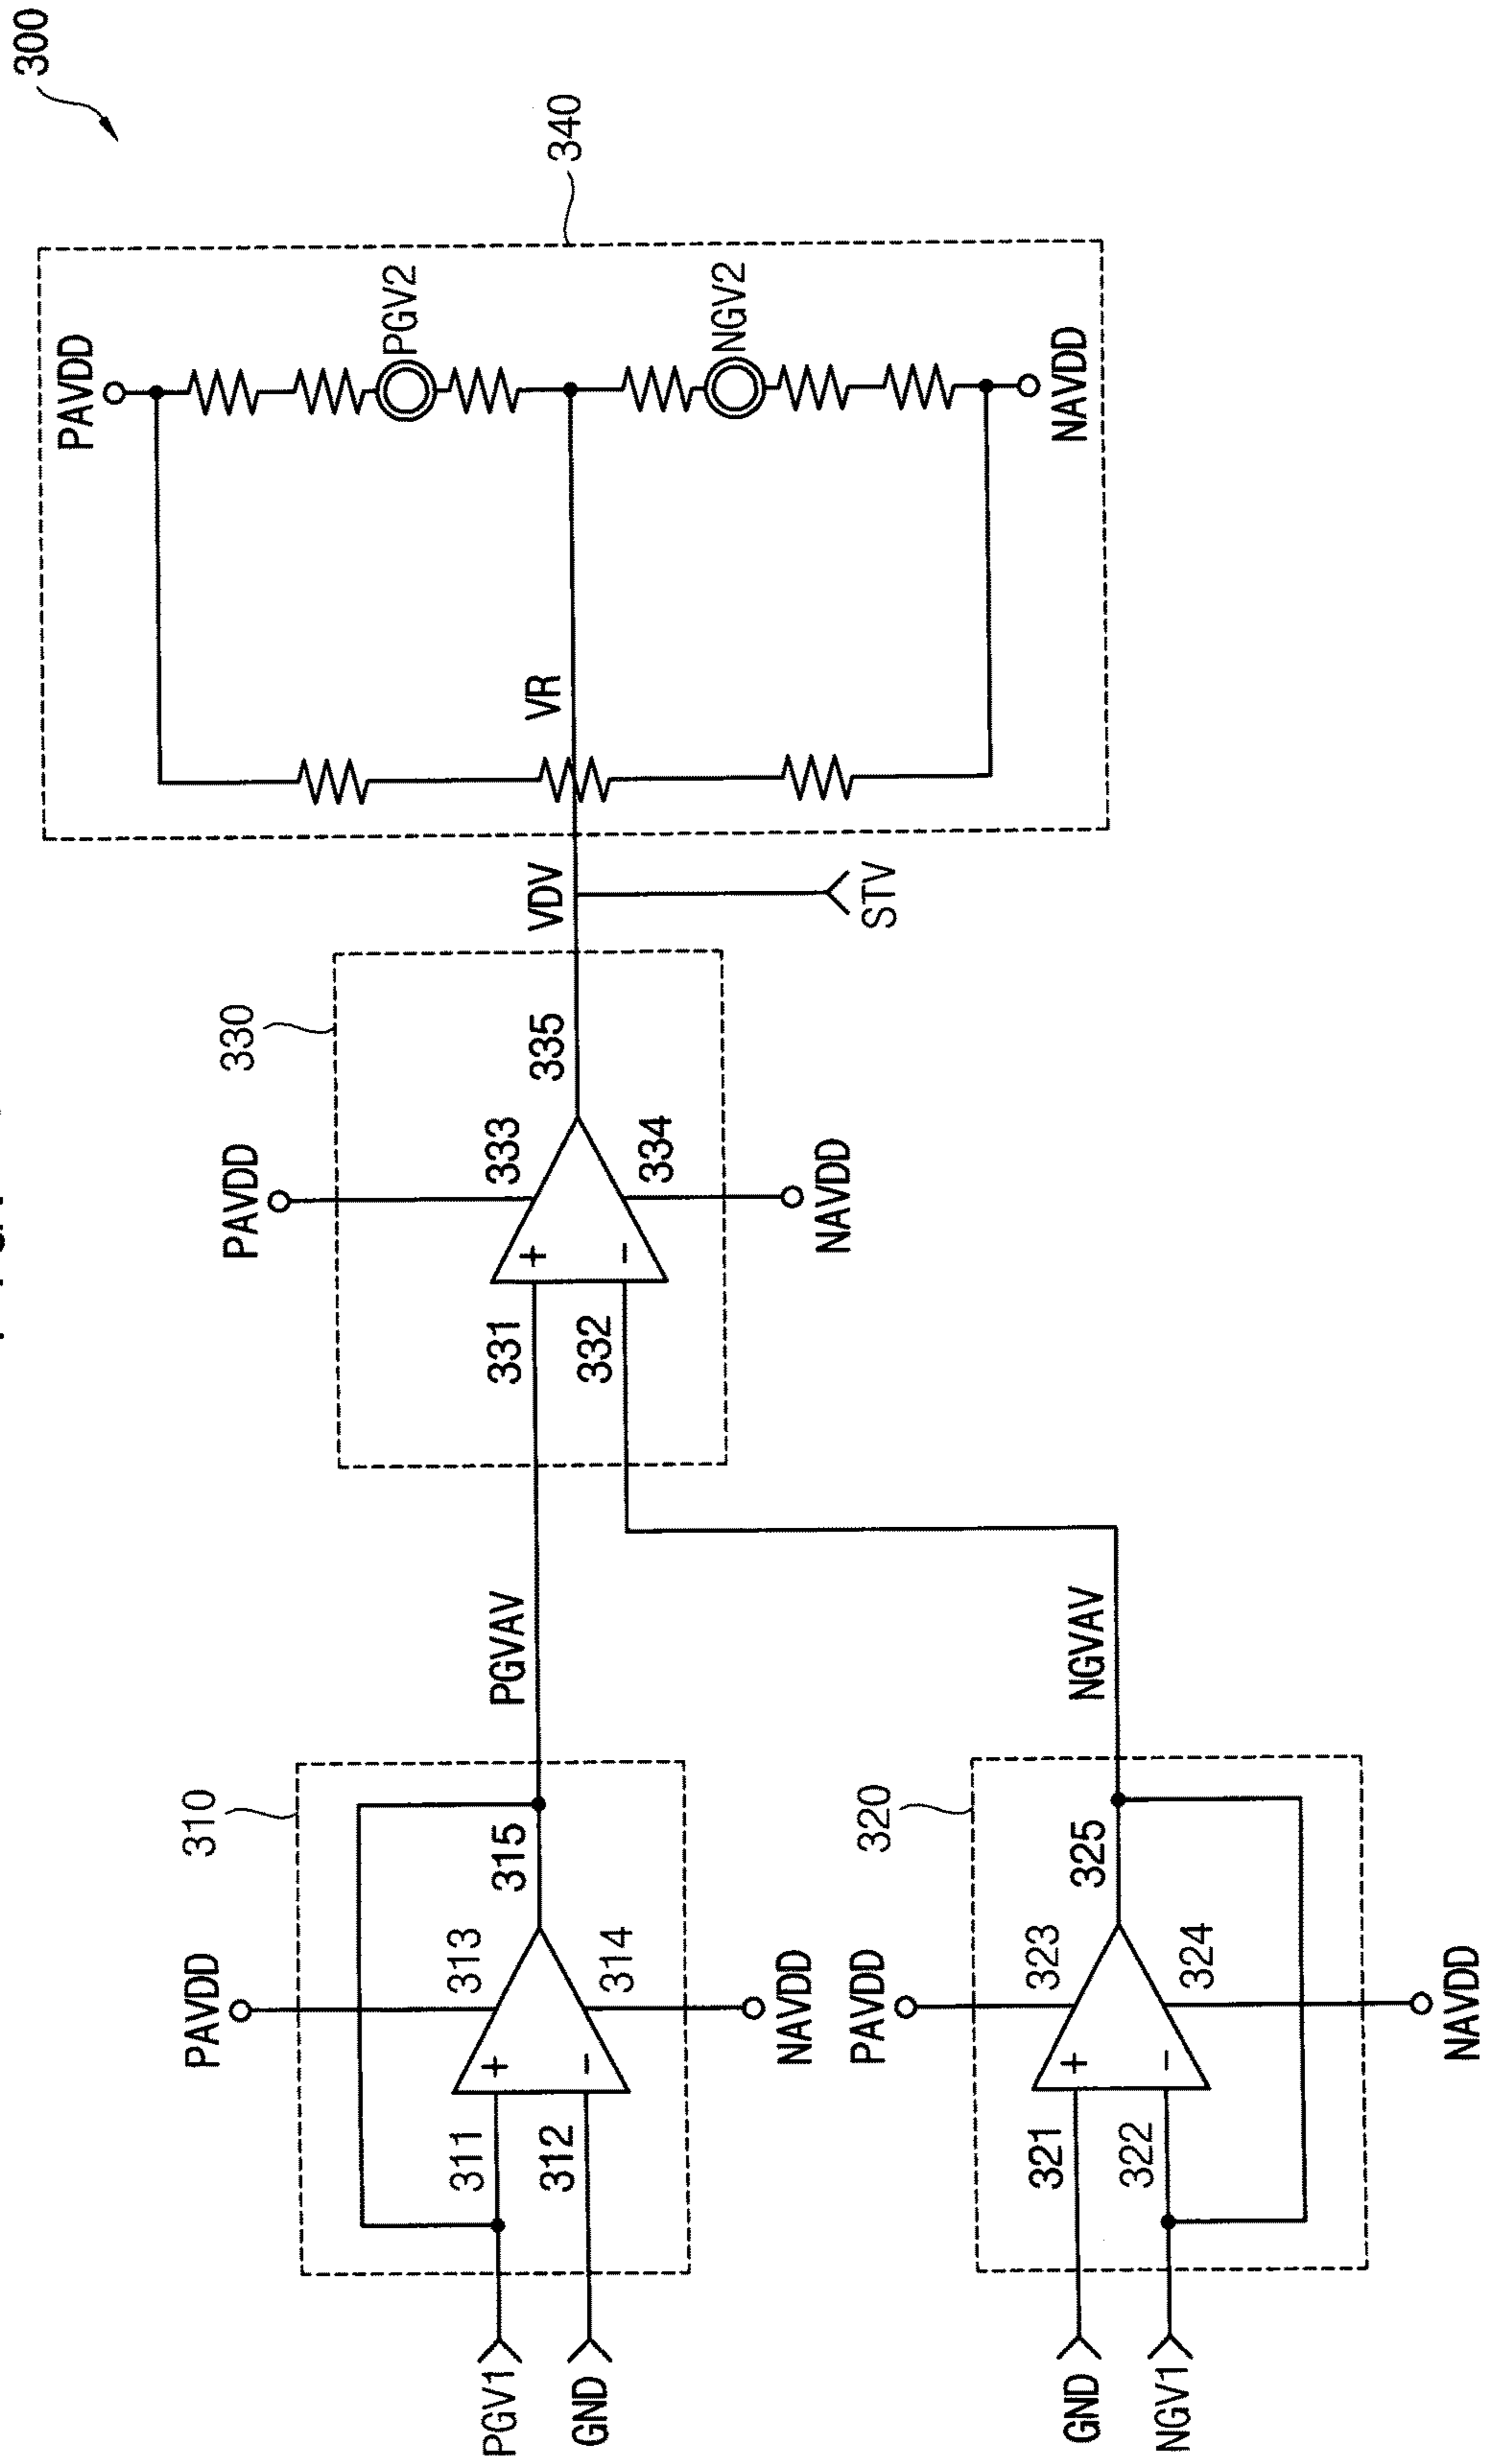 300
310
PAVDD
PGV1
311
+
313
315
GND
312
-
314
NAVDD
PGVAV
320
PAVDD
GND
321
+
323
325
NGV1
322
-
324
NAVDD
NGVAV
330
PAVDD
331
+
333
335
332
-
334
NAVDD
VDV
STV
340
PAVDD
PGV2
VR
NGV2
NAVDD